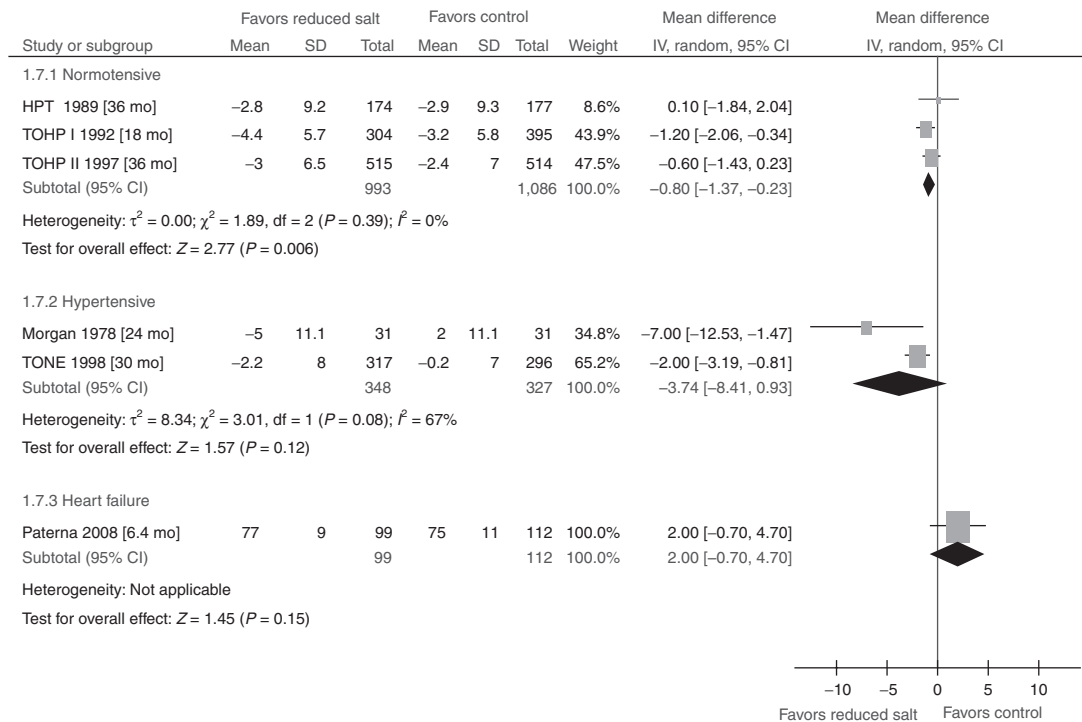 Favors reduced salt Favors control Mean difference Mean difference
Study or subgroup Mean SD Total Mean SD Total Weight IV, random, 95% CI IV, random, 95% CI
1.7.1 Normotensive
HPT 1989 [36 mo] −2.8 9.2 174 −2.9 9.3 177 8.6% 0.10 [−1.84, 2.04]
TOHP I 1992 [18 mo] −4.4 5.7 304 −3.2 5.8 395 43.9% −1.20 [−2.06, −0.34]
TOHP II 1997 [36 mo] −3 6.5 515 −2.4 7 514 47.5% −0.60 [−1.43, 0.23]
Subtotal (95% CI) 993 1,086 100.0% −0.80 [−1.37, −0.23]
Heterogeneity: τ² = 0.00; χ² = 1.89, df = 2 (P = 0.39); I² = 0%
Test for overall effect: Z = 2.77 (P = 0.006)
1.7.2 Hypertensive
Morgan 1978 [24 mo] −5 11.1 31 2 11.1 31 34.8% −7.00 [−12.53, −1.47]
TONE 1998 [30 mo] −2.2 8 317 −0.2 7 296 65.2% −2.00 [−3.19, −0.81]
Subtotal (95% CI) 348 327 100.0% −3.74 [−8.41, 0.93]
Heterogeneity: τ² = 8.34; χ² = 3.01, df = 1 (P = 0.08); I² = 67%
Test for overall effect: Z = 1.57 (P = 0.12)
1.7.3 Heart failure
Paterna 2008 [6.4 mo] 77 9 99 75 11 112 100.0% 2.00 [−0.70, 4.70]
Subtotal (95% CI) 99 112 100.0% 2.00 [−0.70, 4.70]
Heterogeneity: Not applicable
Test for overall effect: Z = 1.45 (P = 0.15)
−10 −5 0 5 10
Favors reduced salt Favors control